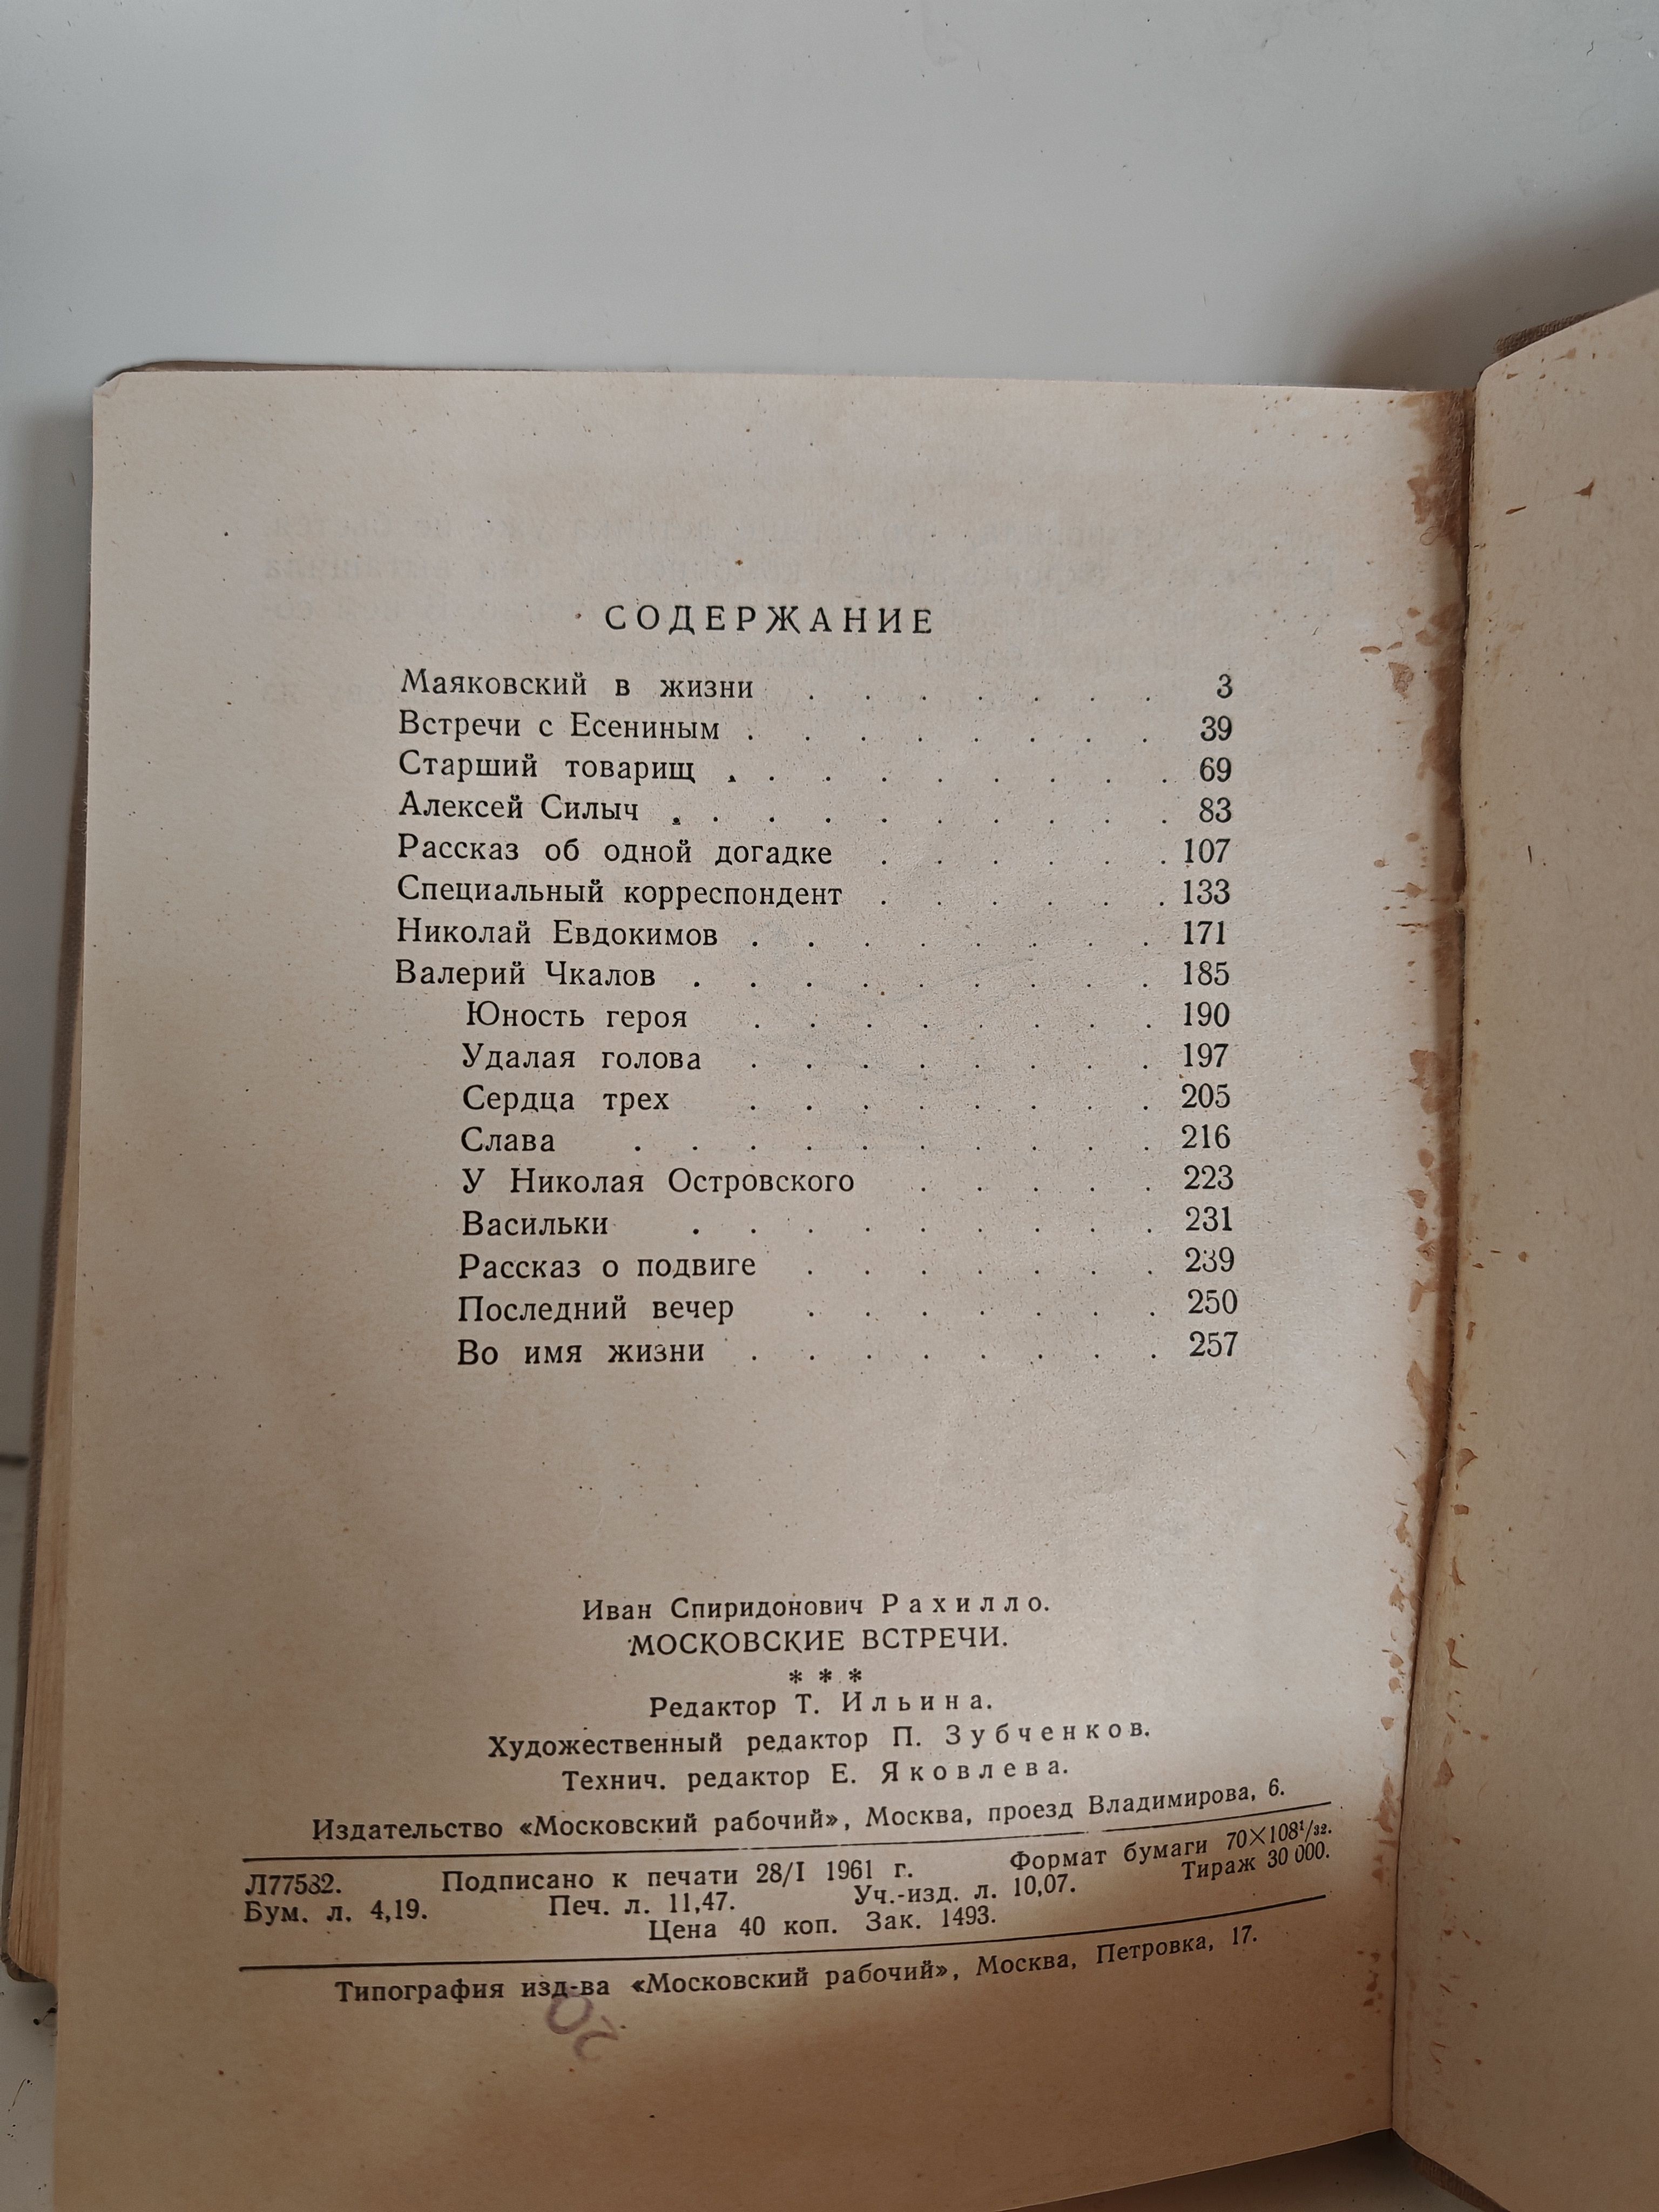 СОДЕРЖАНИЕ
Маяковский в жизни . . . . . . . 3
Встречи с Есениным . . . . . . . . 39
Старший товарищ . . . . . . . . . 69
Алексей Силыч . . . . . . . . . . 83
Рассказ об одной догадке . . . . . . 107
Специальный корреспондент . . . . . . 133
Николай Евдокимов . . . . . . . . 171
Валерий Чкалов . . . . . . . . . 185
Юность героя . . . . . . . . 190
Удалая голова . . . . . . . . 197
Сердца трех . . . . . . . . 205
Слава . . . . . . . . . . 216
У Николая Островского . . . . . 223
Васильки . . . . . . . . . 231
Рассказ о подвиге . . . . . . . 239
Последний вечер . . . . . . . 250
Во имя жизни . . . . . . . . 257
Иван Спиридонович Рахилло.
МОСКОВСКИЕ ВСТРЕЧИ.
* * *
Редактор Т. Ильина.
Художественный редактор П. Зубченков.
Технич. редактор Е. Яковлева.
Издательство «Московский рабочий», Москва, проезд Владимирова, 6.
Л77532. Подписано к печати 28/I 1961 г. Формат бумаги 70×108¹/₃₂.
Бум. л. 4,19. Печ. л. 11,47. Уч.-изд. л. 10,07. Тираж 30 000.
Цена 40 коп. Зак. 1493.
Типография изд-ва «Московский рабочий», Москва, Петровка, 17.